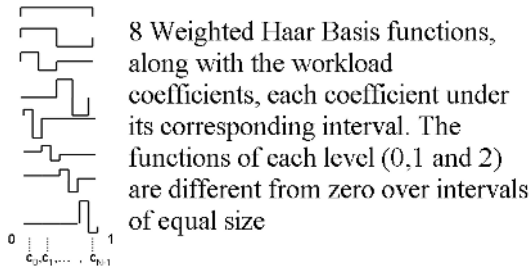 8 Weighted Haar Basis functions,
along with the workload
coefficients, each coefficient under
its corresponding interval. The
functions of each level (0,1 and 2)
are different from zero over intervals
of equal size
0 1
c₀,c₁,... , c_N-1